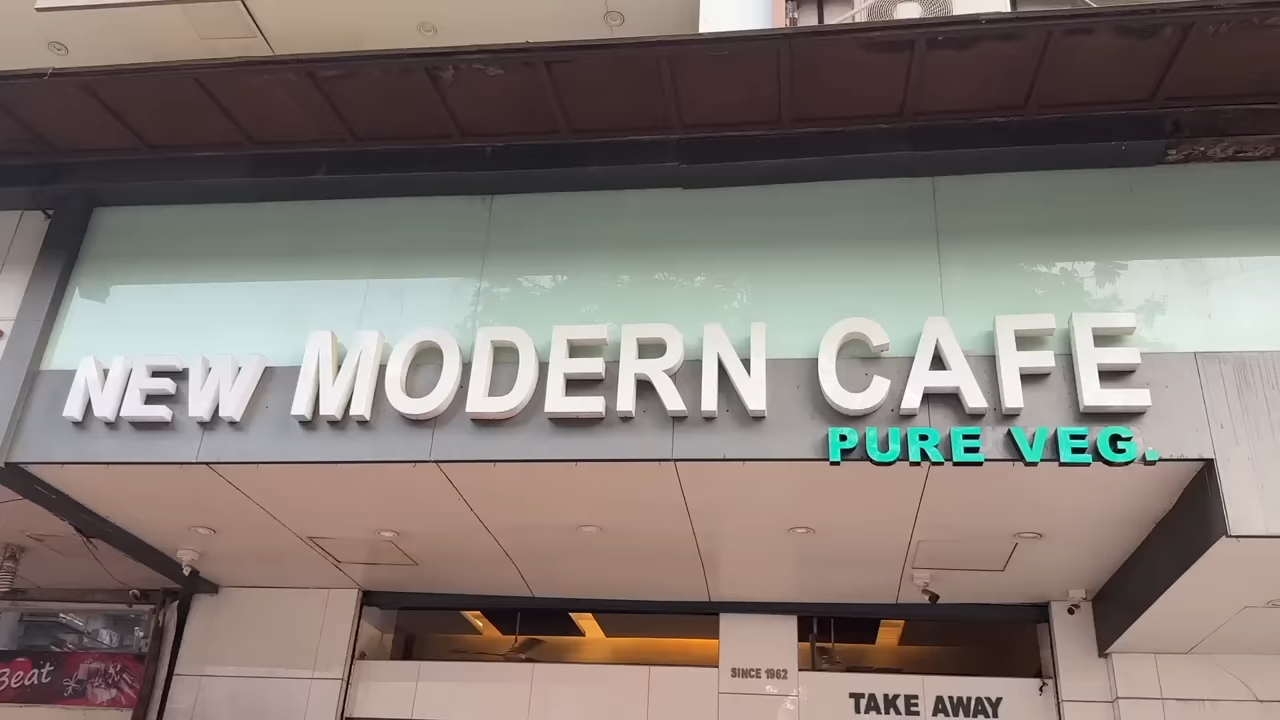 NEW MODERN CAFE
PURE VEG.
Beat
SINCE 1962
TAKE AWAY